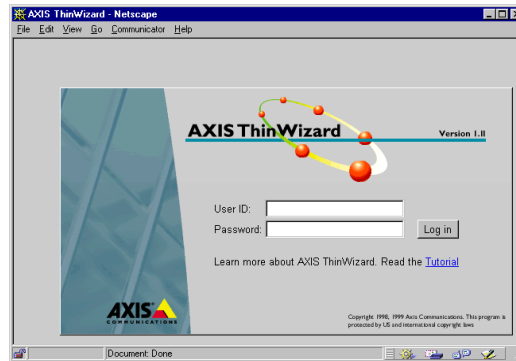 AXIS ThinWizard - Netscape
File Edit View Go Communicator Help
AXIS ThinWizard
Version 1.11
User ID:
Password:
Log in
Learn more about AXIS ThinWizard. Read the Tutorial
AXIS
COMMUNICATIONS
Copyright 1998, 1999 Axis Communications. This program is
protected by US and international copyright laws
Document: Done